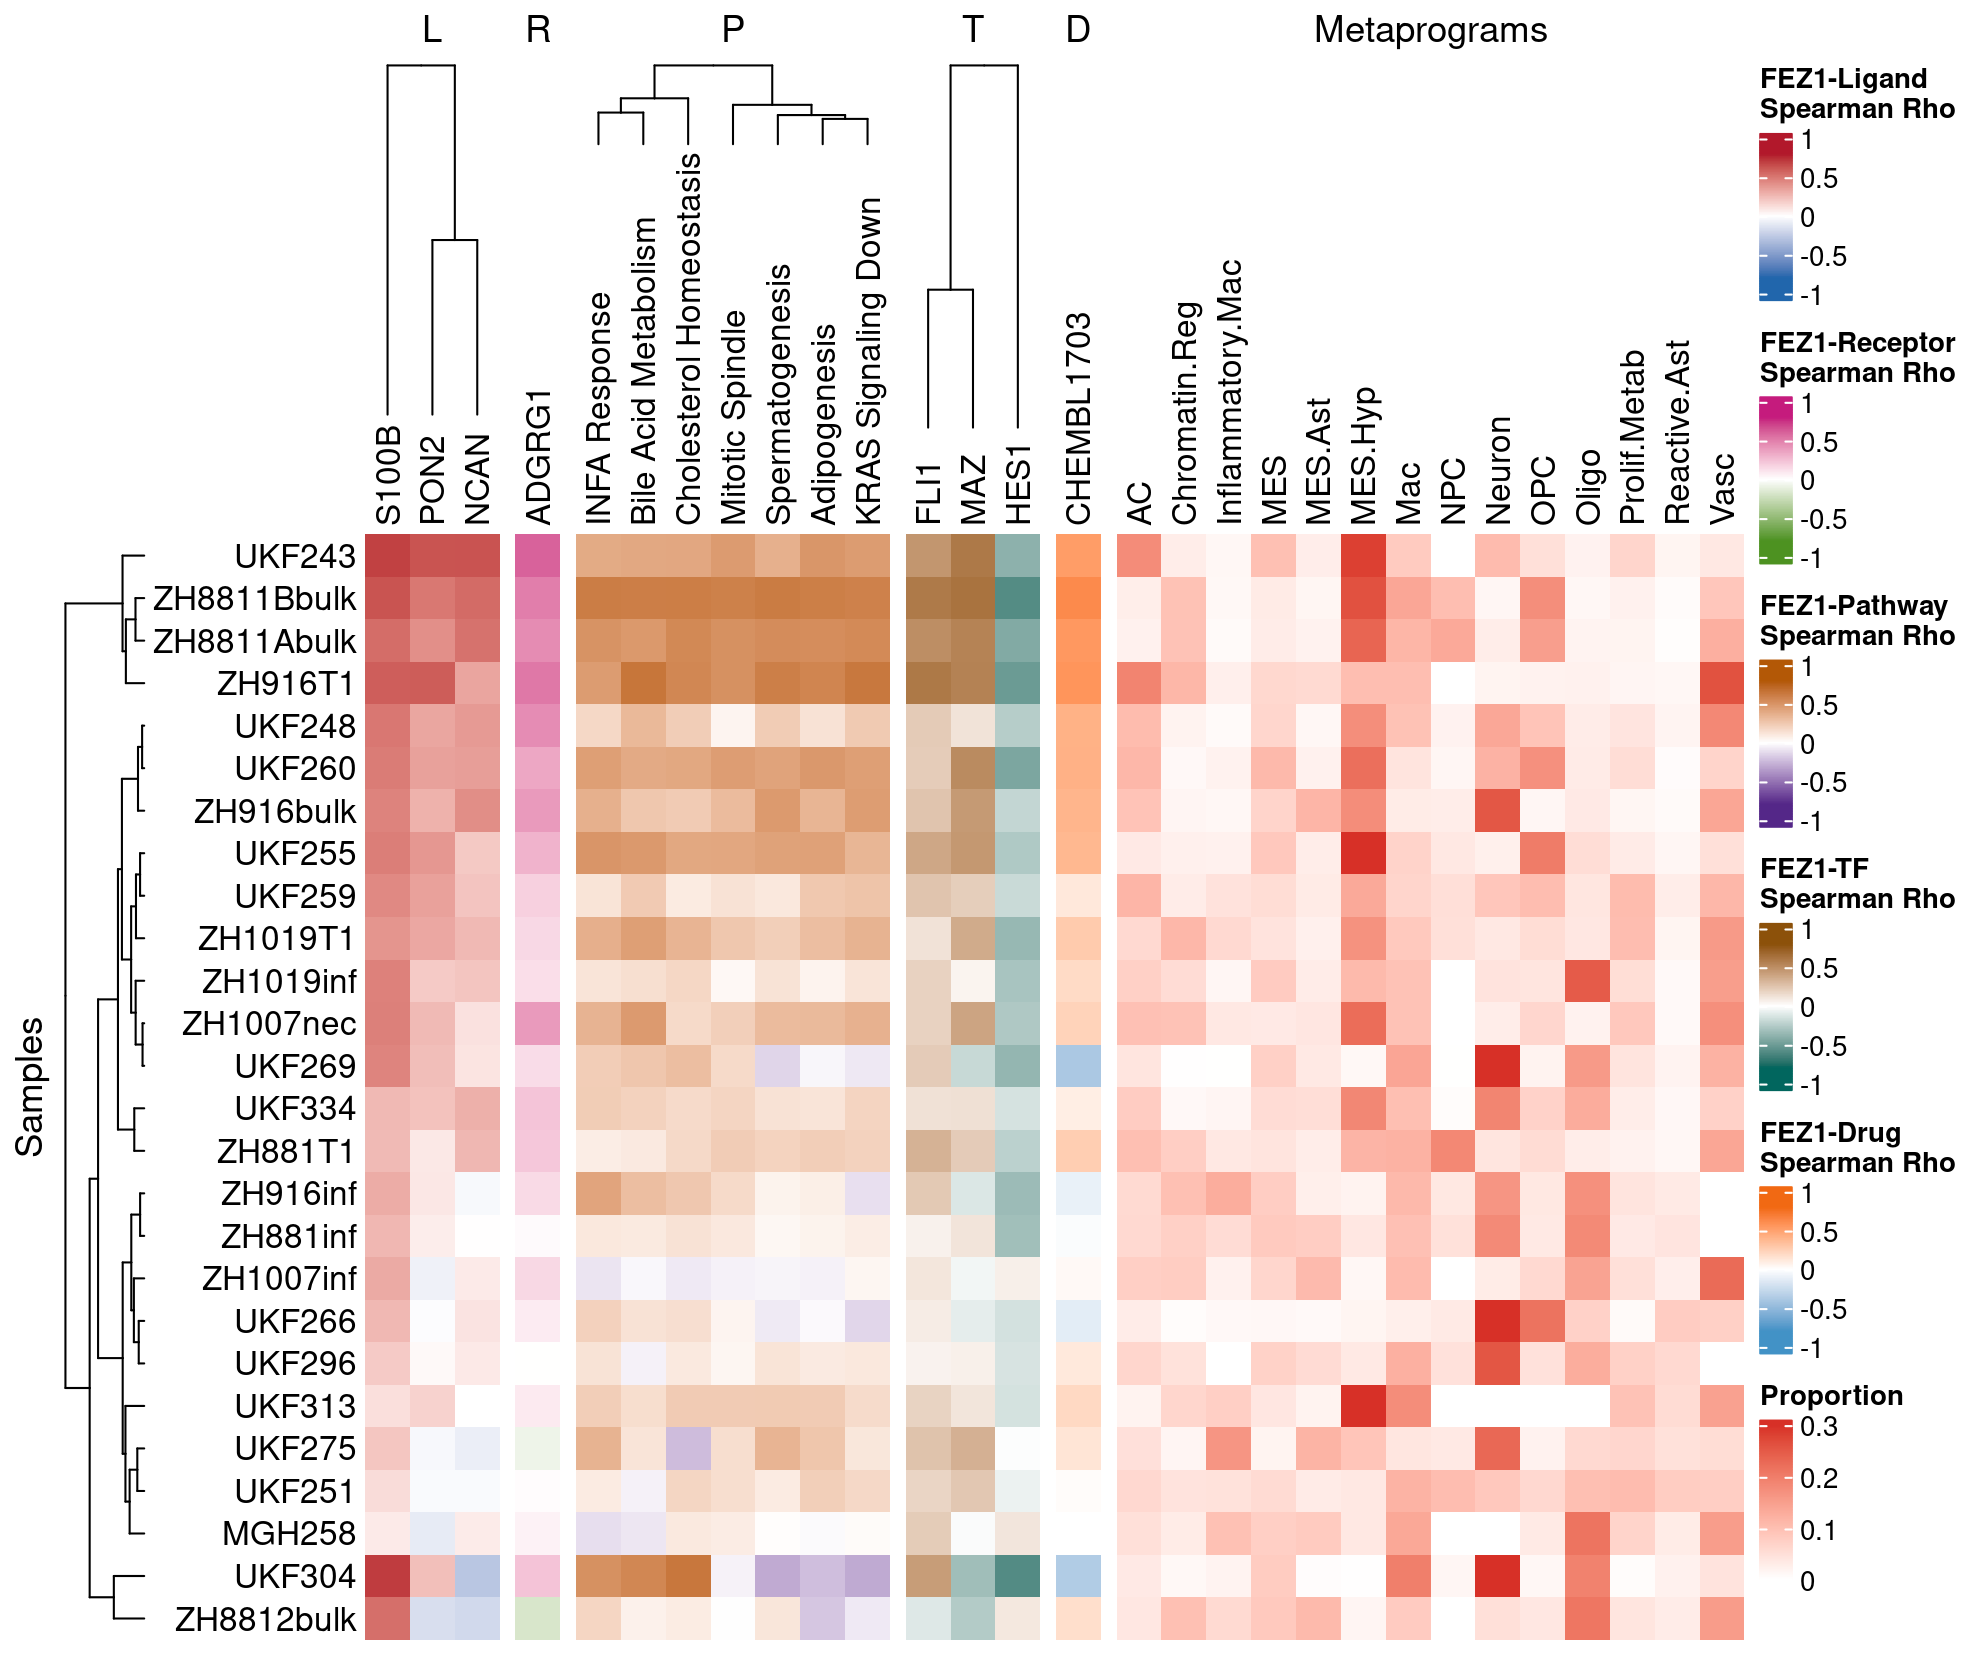 L R P T D Metaprograms
S100B
PON2
NCAN
ADGRG1
INFA Response
Bile Acid Metabolism
Cholesterol Homeostasis
Mitotic Spindle
Spermatogenesis
Adipogenesis
KRAS Signaling Down
FLI1
MAZ
HES1
CHEMBL1703
AC
Chromatin.Reg
Inflammatory.Mac
MES
MES.Ast
MES.Hyp
Mac
NPC
Neuron
OPC
Oligo
Prolif.Metab
Reactive.Ast
Vasc
Samples
UKF243
ZH8811Bbulk
ZH8811Abulk
ZH916T1
UKF248
UKF260
ZH916bulk
UKF255
UKF259
ZH1019T1
ZH1019inf
ZH1007nec
UKF269
UKF334
ZH881T1
ZH916inf
ZH881inf
ZH1007inf
UKF266
UKF296
UKF313
UKF275
UKF251
MGH258
UKF304
ZH8812bulk
FEZ1-Ligand
Spearman Rho
1
0.5
0
-0.5
-1
FEZ1-Receptor
Spearman Rho
1
0.5
0
-0.5
-1
FEZ1-Pathway
Spearman Rho
1
0.5
0
-0.5
-1
FEZ1-TF
Spearman Rho
1
0.5
0
-0.5
-1
FEZ1-Drug
Spearman Rho
1
0.5
0
-0.5
-1
Proportion
0.3
0.2
0.1
0